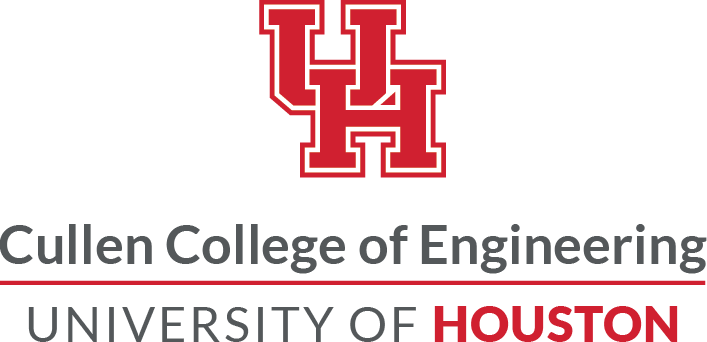 UH
Cullen College of Engineering
UNIVERSITY OF HOUSTON